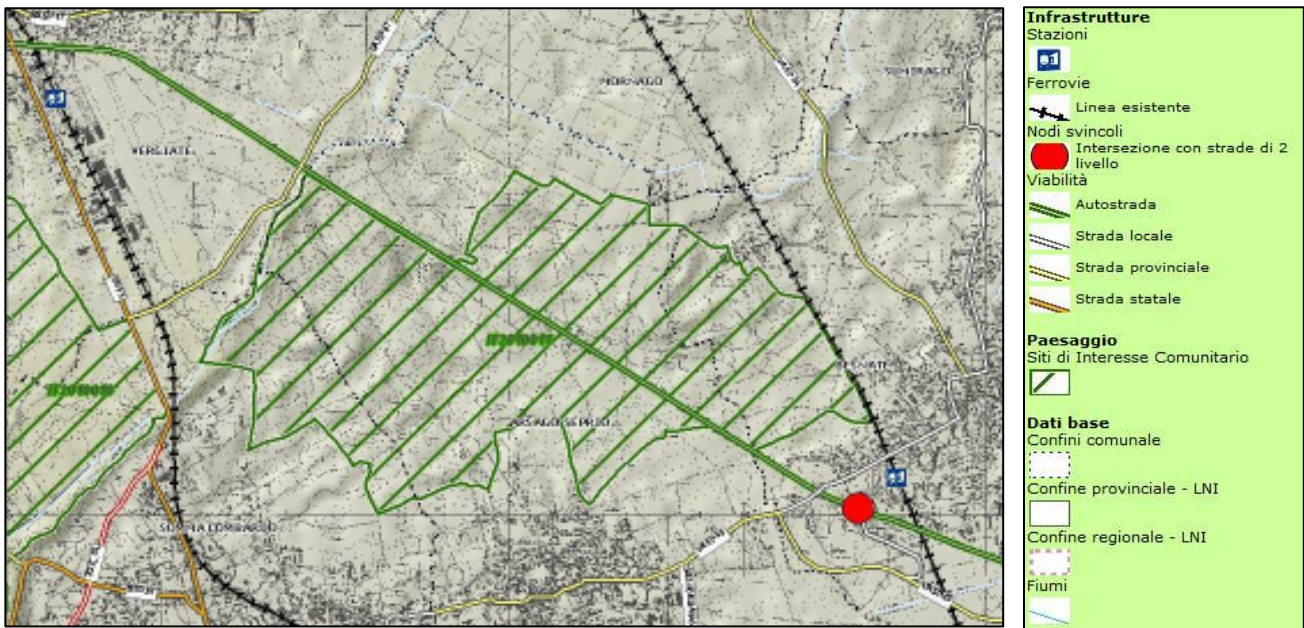 MORNAGO
SUMIRAGO
VERGIATE
ARSAGO SEPRIO
SOMMA LOMBARDO
Infrastrutture
Stazioni
Ferrovie
Linea esistente
Nodi svincoli
Intersezione con strade di 2
livello
Viabilità
Autostrada
Strada locale
Strada provinciale
Strada statale
Paesaggio
Siti di Interesse Comunitario
Dati base
Confini comunale
Confine provinciale - LNI
Confine regionale - LNI
Fiumi